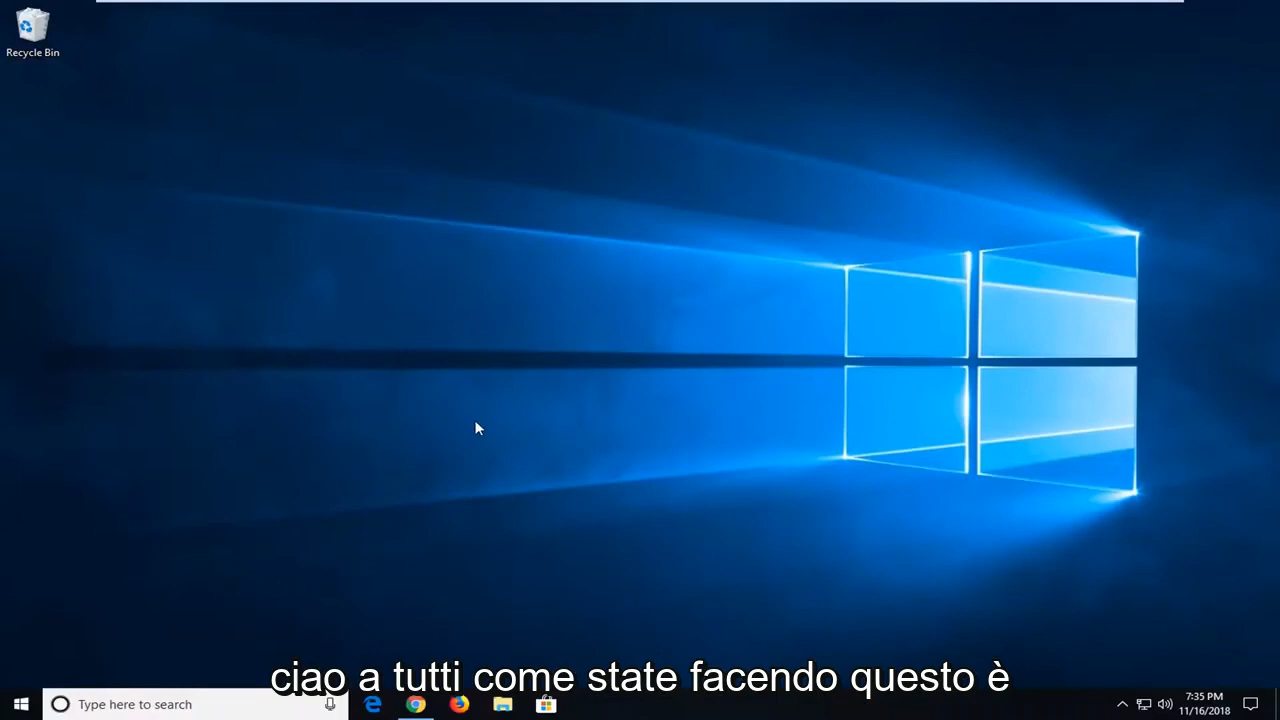 Recycle Bin
ciao a tutti come state facendo questo è
Type here to search
7:35 PM
11/16/2018